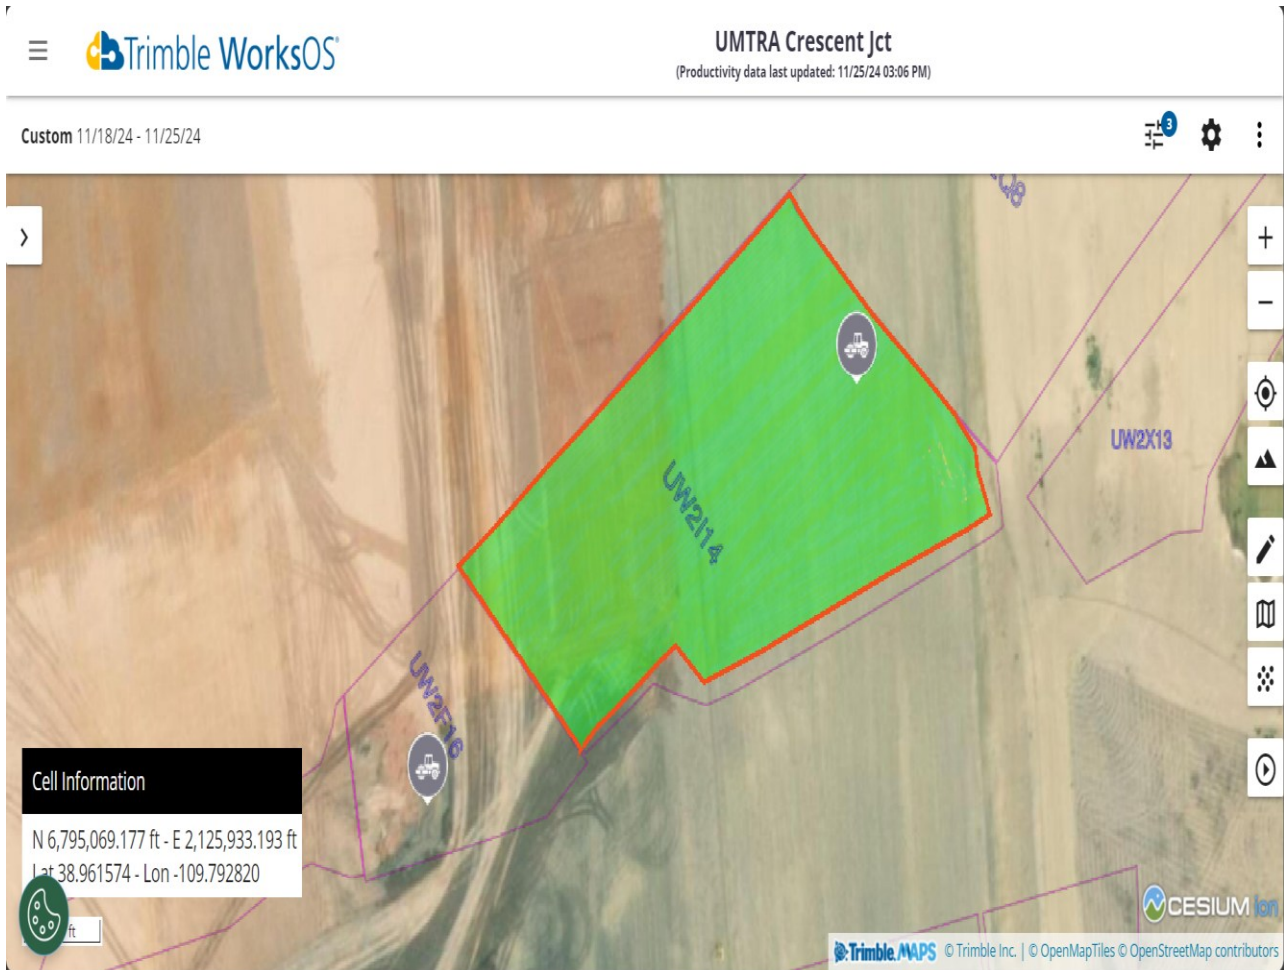 Trimble WorksOS
UMTRA Crescent Jct
(Productivity data last updated: 11/25/24 03:06 PM)
Custom 11/18/24 - 11/25/24
3
UW2X13
UW2I14
UW2F16
Cell Information
N 6,795,069.177 ft - E 2,125,933.193 ft
Lat 38.961574 - Lon -109.792820
ft
CESIUM ion
Trimble MAPS © Trimble Inc. | © OpenMapTiles © OpenStreetMap contributors